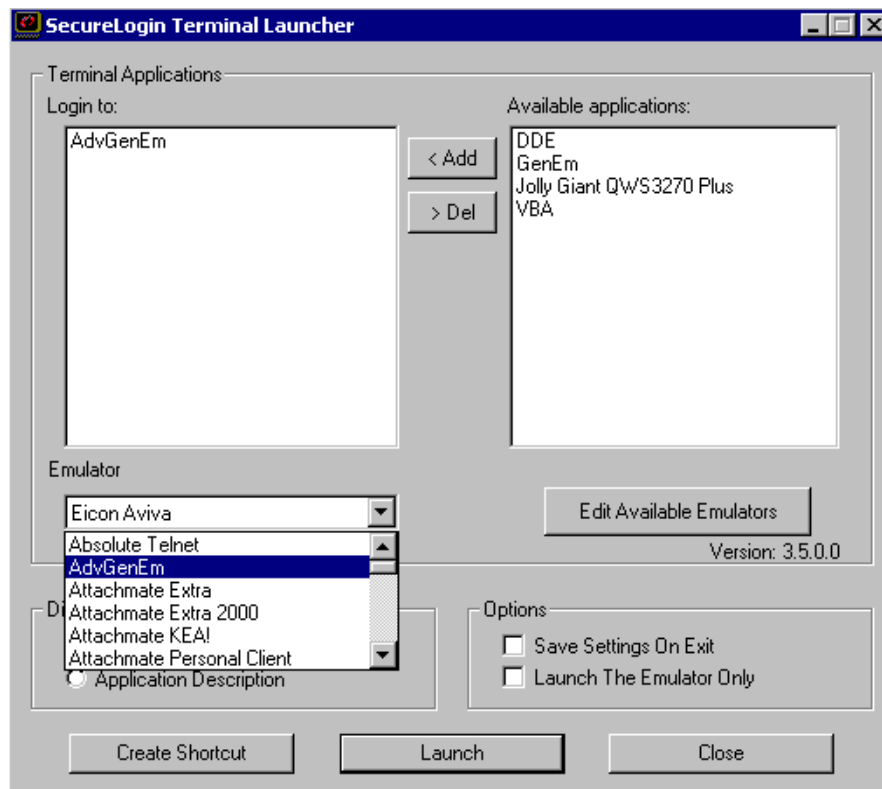 SecureLogin Terminal Launcher
Terminal Applications
Login to:
Available applications:
AdvGenEm
< Add
> Del
DDE
GenEm
Jolly Giant QWS3270 Plus
VBA
Emulator
Eicon Aviva
Edit Available Emulators
Absolute Telnet
AdvGenEm
Attachmate Extra
Attachmate Extra 2000
Attachmate KEA!
Attachmate Personal Client
Version: 3.5.0.0
Di
Application Description
Options
Save Settings On Exit
Launch The Emulator Only
Create Shortcut
Launch
Close